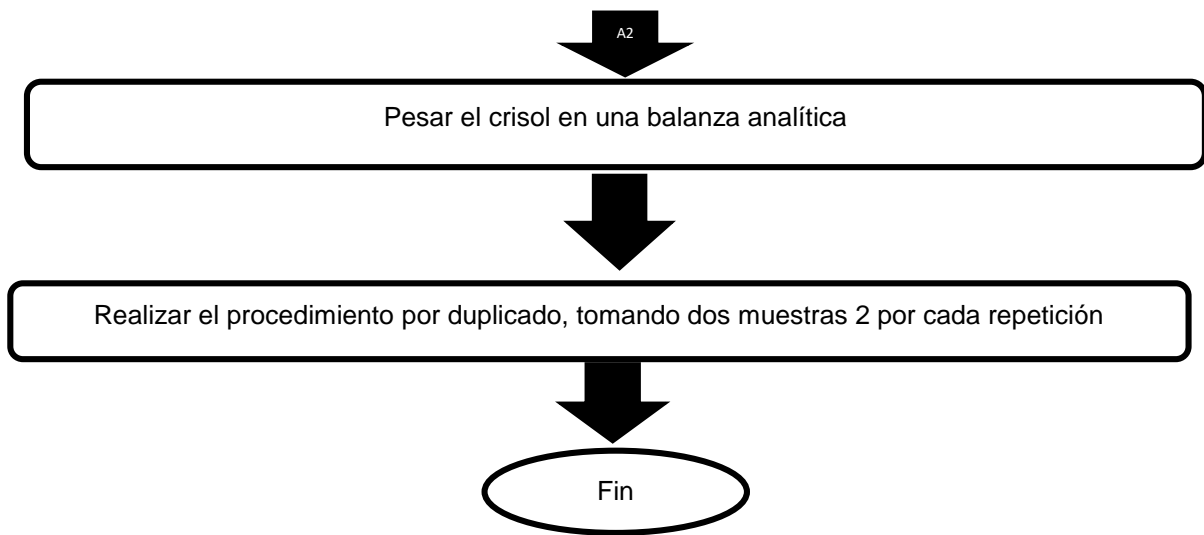 A2
Pesar el crisol en una balanza analítica
Realizar el procedimiento por duplicado, tomando dos muestras 2 por cada repetición
Fin